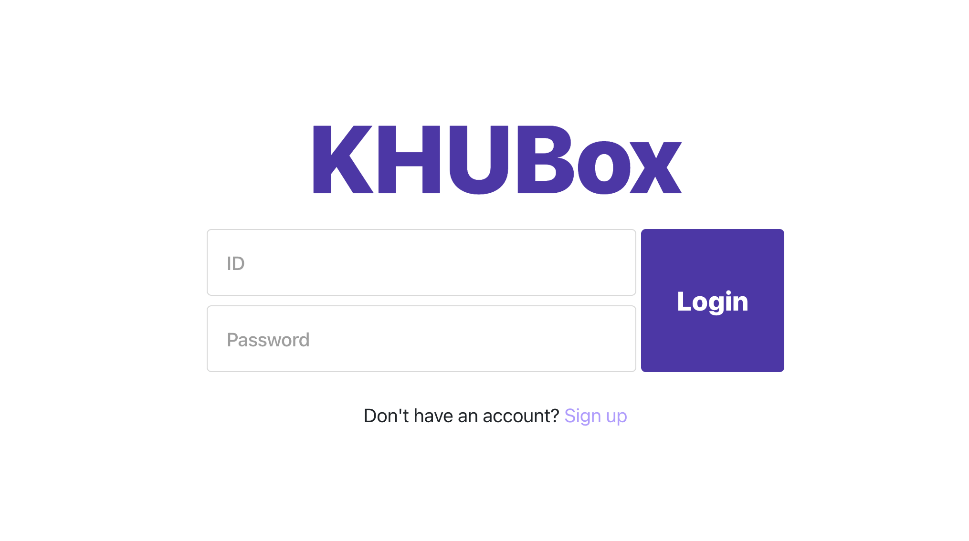 KHUBox
ID
Login
Password
Don't have an account? Sign up